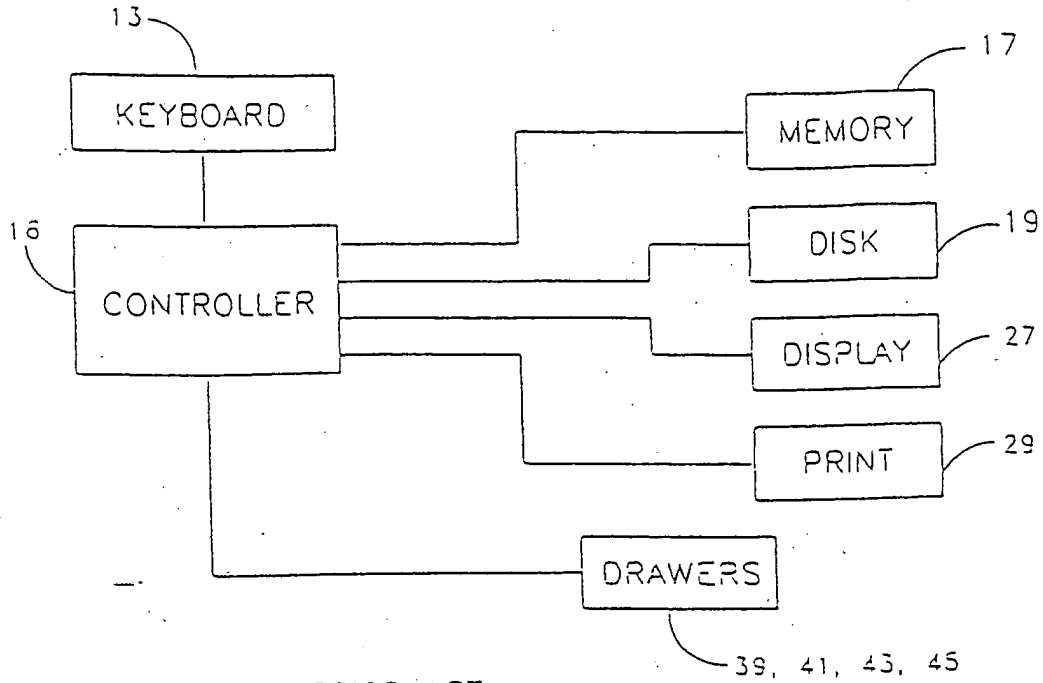 13
17
KEYBOARD
MEMORY
16
19
DISK
CONTROLLER
27
DISPLAY
29
PRINT
DRAWERS
39, 41, 43, 45